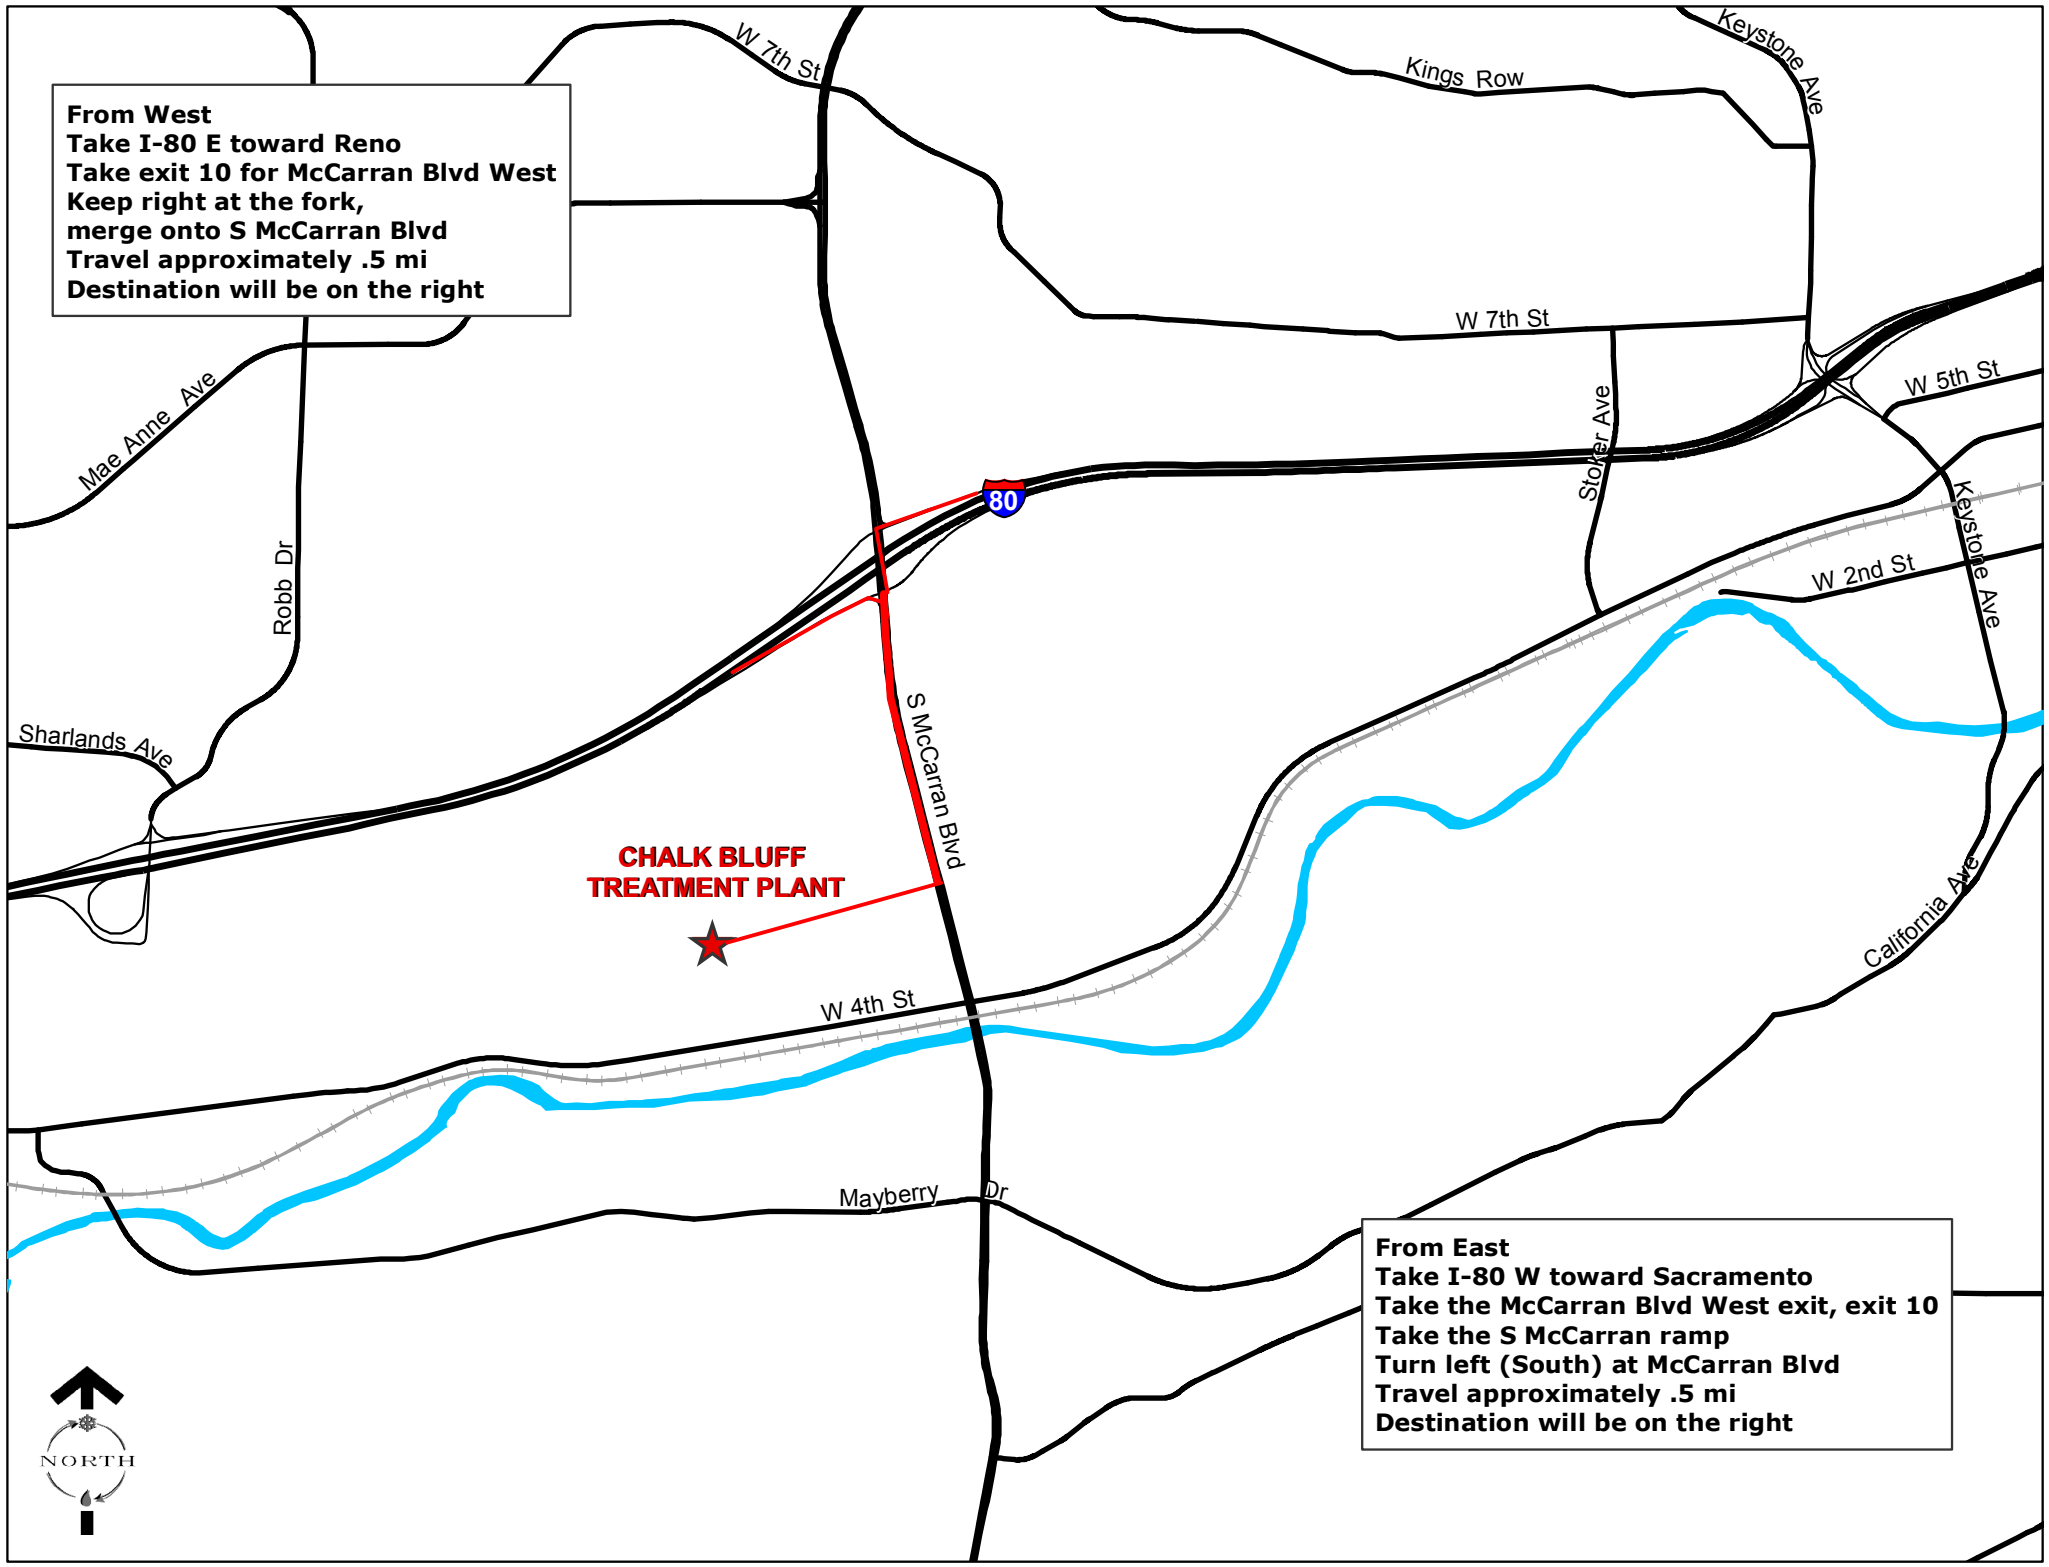 Keystone Ave
W 7th St
Kings Row
From West
Take I-80 E toward Reno
Take exit 10 for McCarran Blvd West
Keep right at the fork,
merge onto S McCarran Blvd
Travel approximately .5 mi
Destination will be on the right
W 7th St
W 5th St
Mae Anne Ave
Stoker Ave
80
Keystone Ave
Robb Dr
W 2nd St
Sharlands Ave
S McCarran Blvd
CHALK BLUFF
TREATMENT PLANT
California Ave
W 4th St
Mayberry Dr
From East
Take I-80 W toward Sacramento
Take the McCarran Blvd West exit, exit 10
Take the S McCarran ramp
Turn left (South) at McCarran Blvd
Travel approximately .5 mi
Destination will be on the right
NORTH